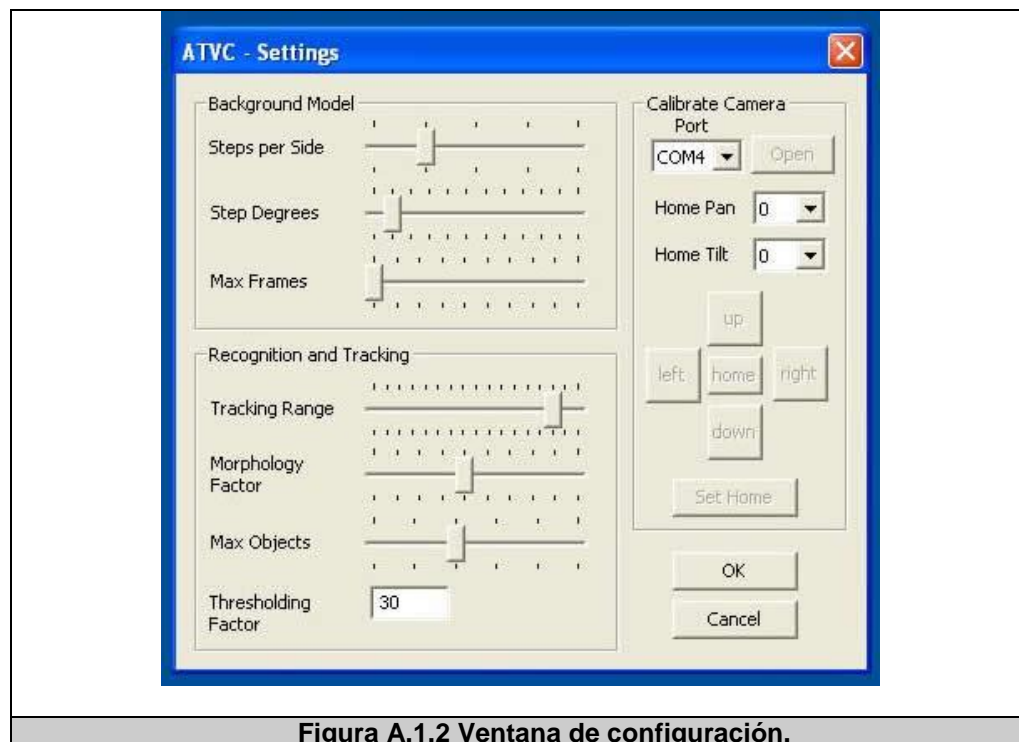 ATVC - Settings
Background Model
Steps per Side
Step Degrees
Max Frames
Recognition and Tracking
Tracking Range
Morphology
Factor
Max Objects
Thresholding
Factor
30
Calibrate Camera
Port
COM4
Open
Home Pan
0
Home Tilt
0
up
left
home
right
down
Set Home
OK
Cancel
Figura A.1.2 Ventana de configuración.